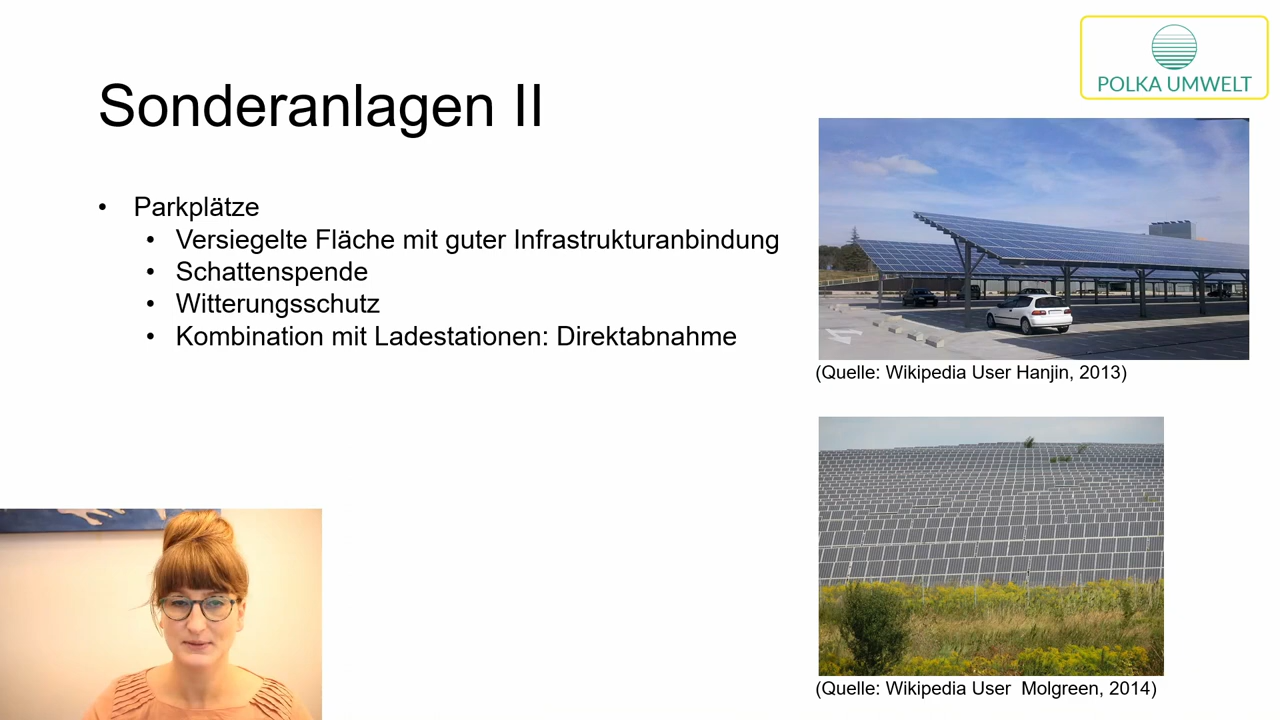 POLKA UMWELT
Sonderanlagen II
• Parkplätze
• Versiegelte Fläche mit guter Infrastrukturanbindung
• Schattenspende
• Witterungsschutz
• Kombination mit Ladestationen: Direktabnahme
(Quelle: Wikipedia User Hanjin, 2013)
(Quelle: Wikipedia User  Molgreen, 2014)